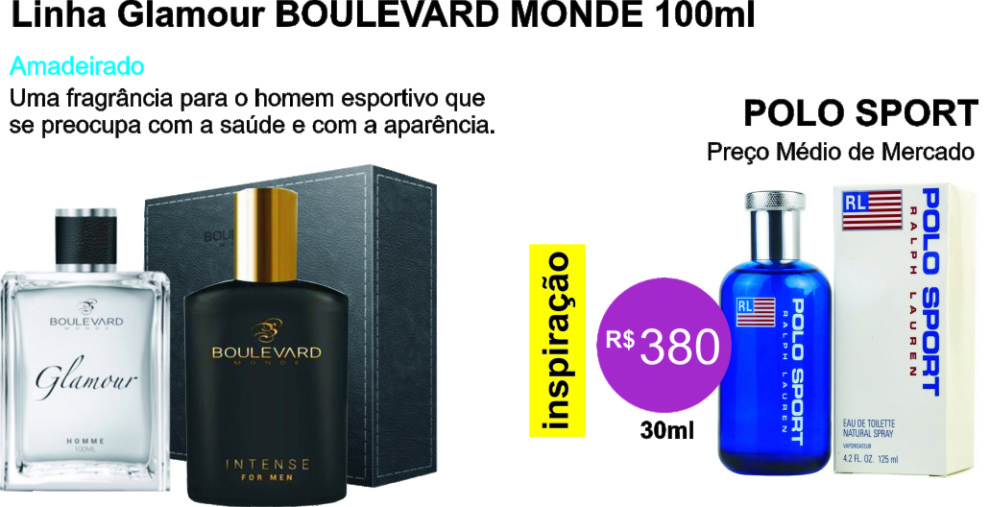 Linha Glamour BOULEVARD MONDE 100ml
Amadeirado
Uma fragrância para o homem esportivo que
se preocupa com a saúde e com a aparência.
POLO SPORT
Preço Médio de Mercado
BOULEVARD
MONDE
Glamour
HOMME
100ML
BOULEVARD
MONDE
INTENSE
FOR MEN
inspiração
R$ 380
30ml
RL
POLO SPORT
RALPH LAUREN
RL
POLO SPORT
RALPH LAUREN
EAU DE TOILETTE
NATURAL SPRAY
VAPORISATEUR
4.2 FL. OZ. 125 ml